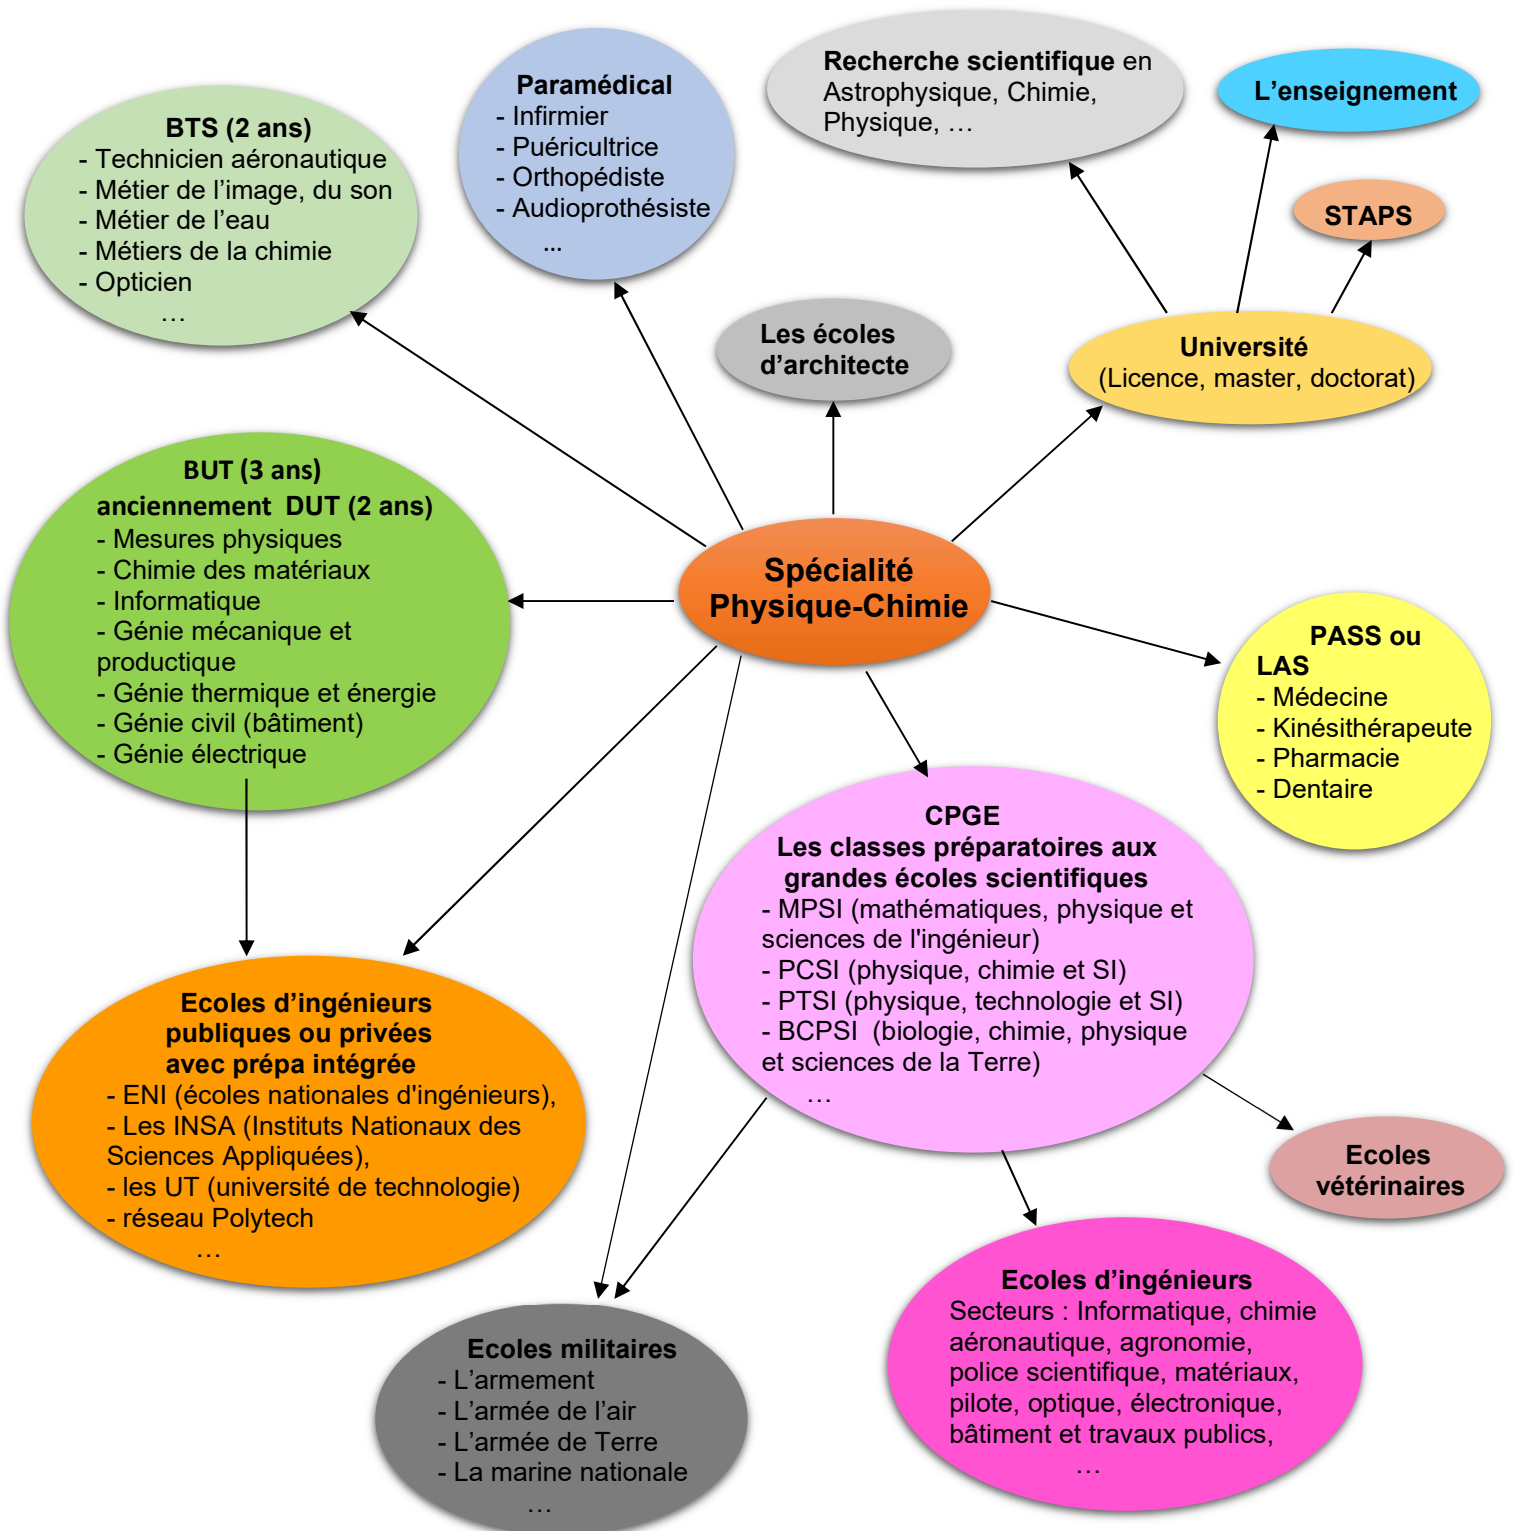 Recherche scientifique en
Astrophysique, Chimie,
Physique, …
L’enseignement
STAPS
Paramédical
- Infirmier
- Puéricultrice
- Orthopédiste
- Audioprothésiste
...
BTS (2 ans)
- Technicien aéronautique
- Métier de l’image, du son
- Métier de l’eau
- Métiers de la chimie
- Opticien
…
Les écoles
d’architecte
Université
(Licence, master, doctorat)
BUT (3 ans)
anciennement  DUT (2 ans)
- Mesures physiques
- Chimie des matériaux
- Informatique
- Génie mécanique et
productique
- Génie thermique et énergie
- Génie civil (bâtiment)
- Génie électrique
Spécialité
Physique-Chimie
PASS ou
LAS
- Médecine
- Kinésithérapeute
- Pharmacie
- Dentaire
CPGE
Les classes préparatoires aux
grandes écoles scientifiques
- MPSI (mathématiques, physique et
sciences de l'ingénieur)
- PCSI (physique, chimie et SI)
- PTSI (physique, technologie et SI)
- BCPSI  (biologie, chimie, physique
et sciences de la Terre)
…
Ecoles d’ingénieurs
publiques ou privées
avec prépa intégrée
- ENI (écoles nationales d'ingénieurs),
- Les INSA (Instituts Nationaux des
Sciences Appliquées),
- les UT (université de technologie)
- réseau Polytech
…
Ecoles
vétérinaires
Ecoles d’ingénieurs
Secteurs : Informatique, chimie
aéronautique, agronomie,
police scientifique, matériaux,
pilote, optique, électronique,
bâtiment et travaux publics,
…
Ecoles militaires
- L’armement
- L’armée de l’air
- L’armée de Terre
- La marine nationale
…